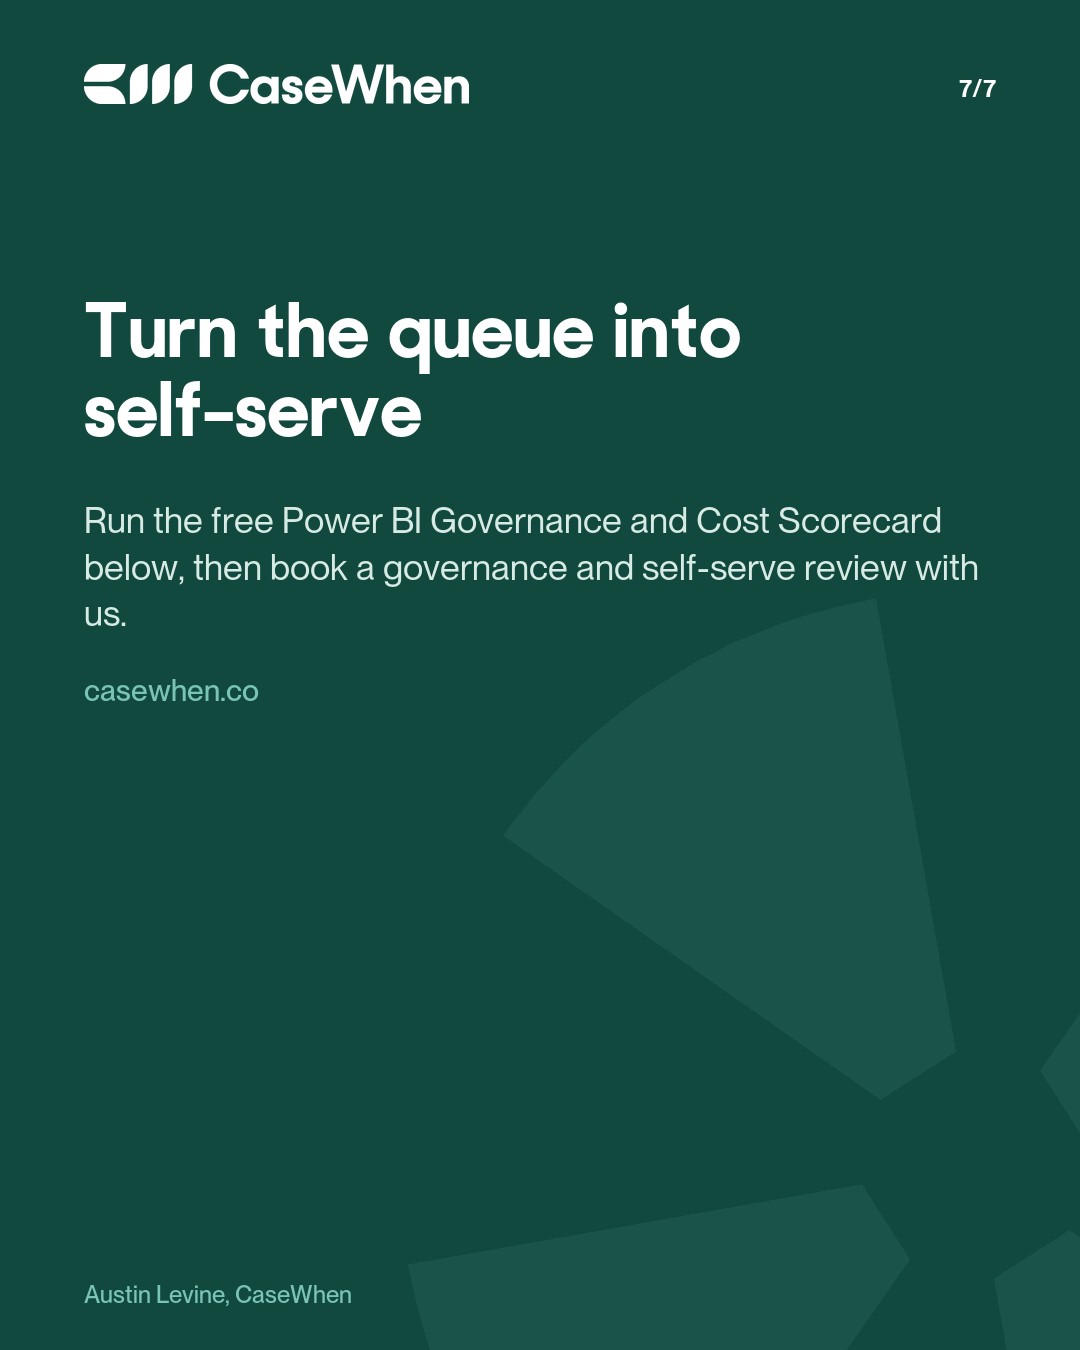 CaseWhen
7/7
Turn the queue into
self-serve
Run the free Power BI Governance and Cost Scorecard
below, then book a governance and self-serve review with
us.
casewhen.co
Austin Levine, CaseWhen